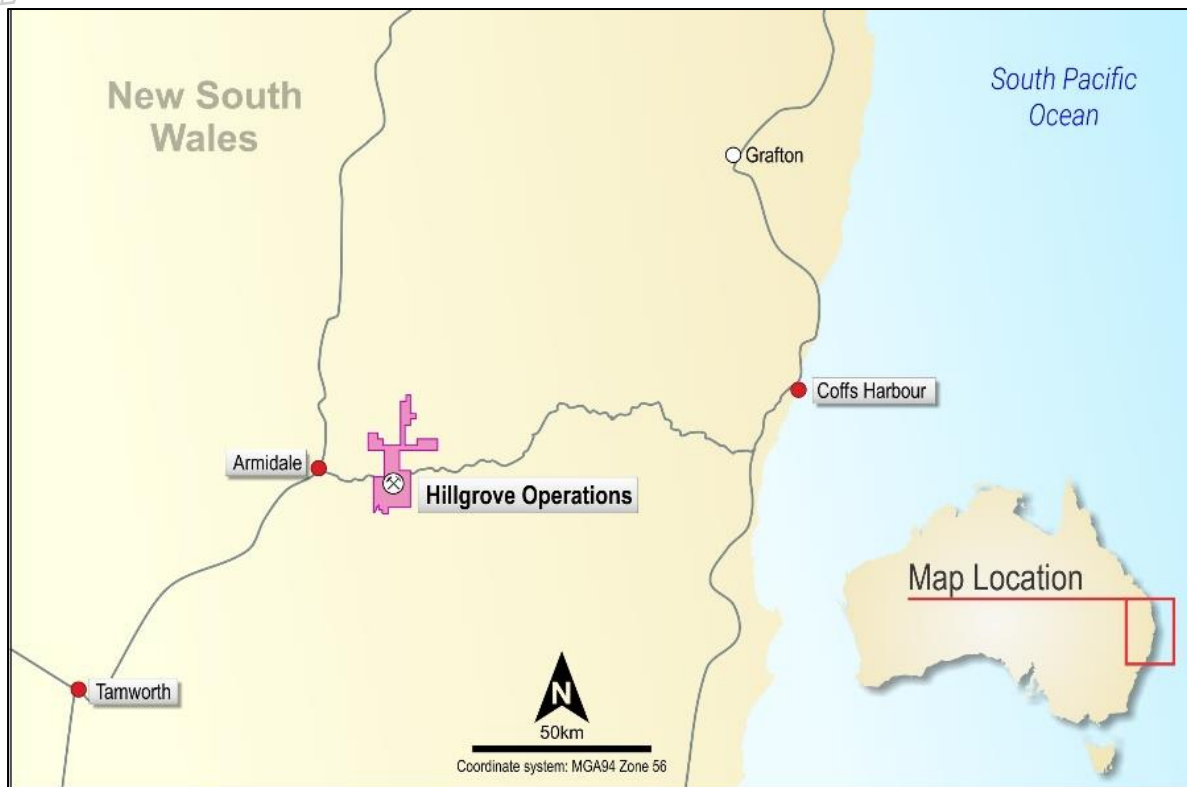 New South
Wales
South Pacific
Ocean
Grafton
Coffs Harbour
Armidale
Hillgrove Operations
Map Location
Tamworth
N
50km
Coordinate system: MGA94 Zone 56